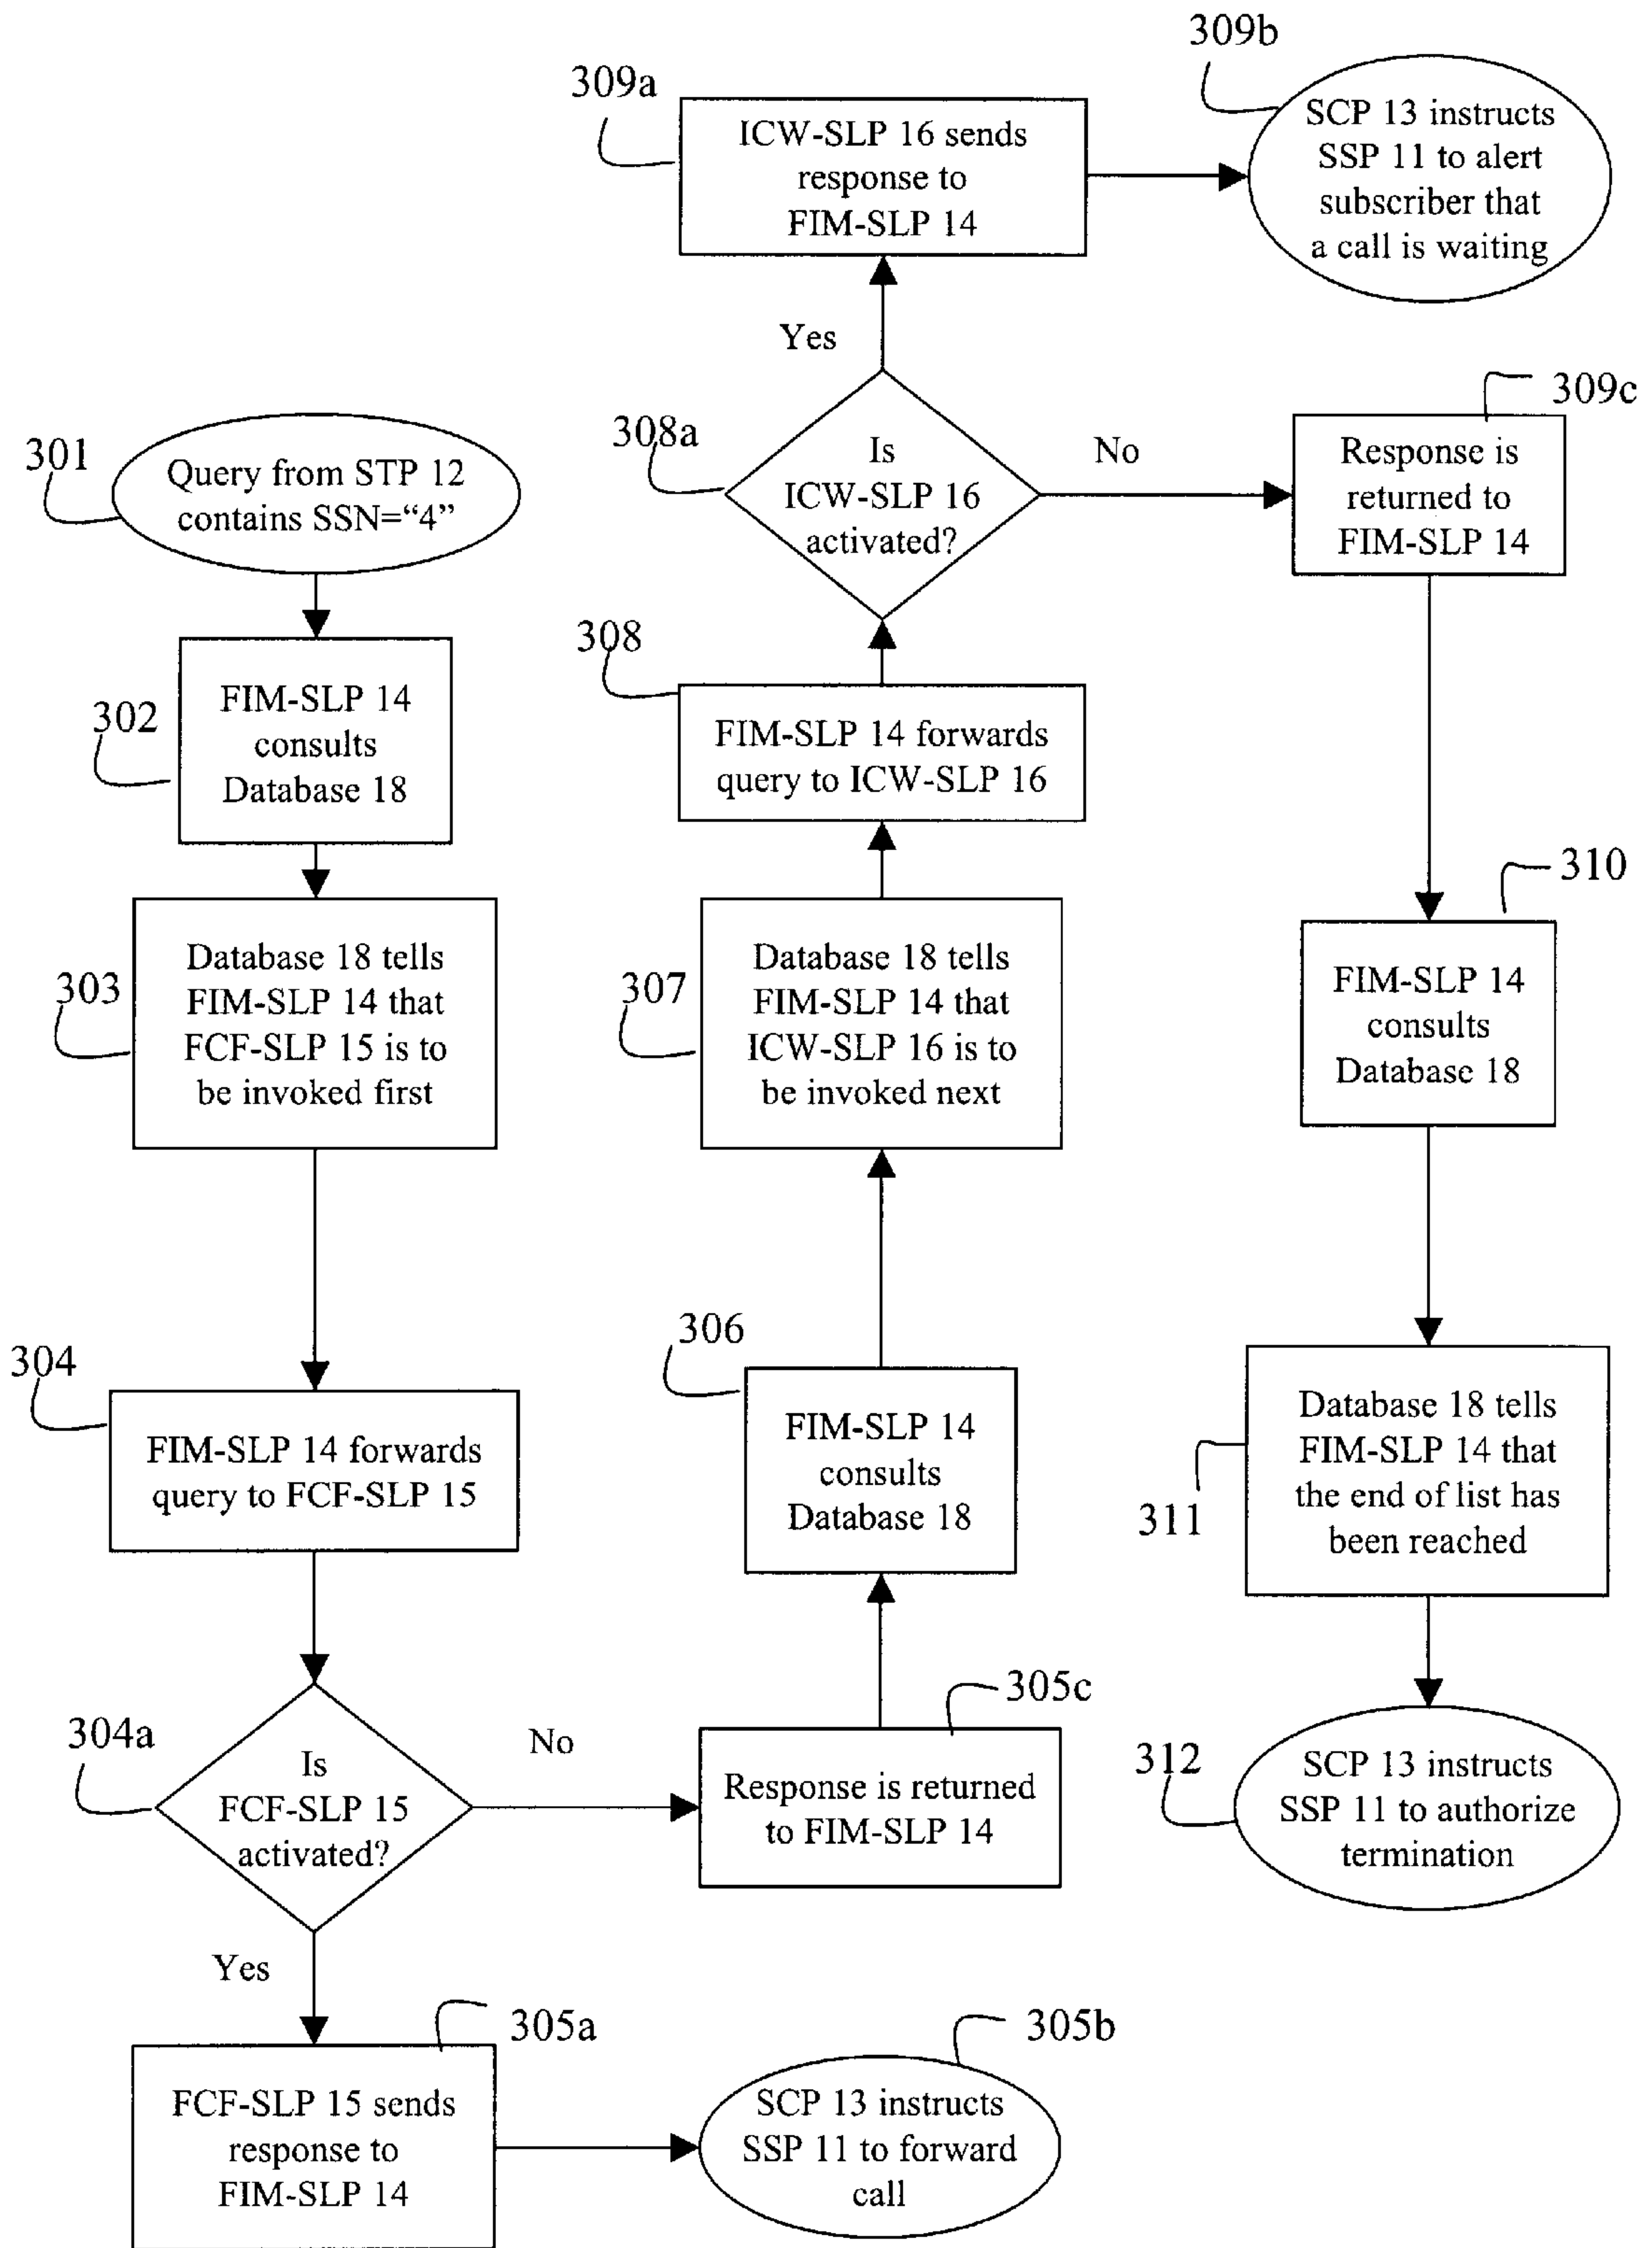 301
Query from STP 12
contains SSN=“4”
302
FIM-SLP 14
consults
Database 18
303
Database 18 tells
FIM-SLP 14 that
FCF-SLP 15 is to
be invoked first
304
FIM-SLP 14 forwards
query to FCF-SLP 15
304a
Is
FCF-SLP 15
activated?
Yes
No
305a
FCF-SLP 15 sends
response to
FIM-SLP 14
305b
SCP 13 instructs
SSP 11 to forward
call
305c
Response is returned
to FIM-SLP 14
306
FIM-SLP 14
consults
Database 18
307
Database 18 tells
FIM-SLP 14 that
ICW-SLP 16 is to
be invoked next
308
FIM-SLP 14 forwards
query to ICW-SLP 16
308a
Is
ICW-SLP 16
activated?
Yes
No
309a
ICW-SLP 16 sends
response to
FIM-SLP 14
309b
SCP 13 instructs
SSP 11 to alert
subscriber that
a call is waiting
309c
Response is
returned to
FIM-SLP 14
310
FIM-SLP 14
consults
Database 18
311
Database 18 tells
FIM-SLP 14 that
the end of list has
been reached
312
SCP 13 instructs
SSP 11 to authorize
termination